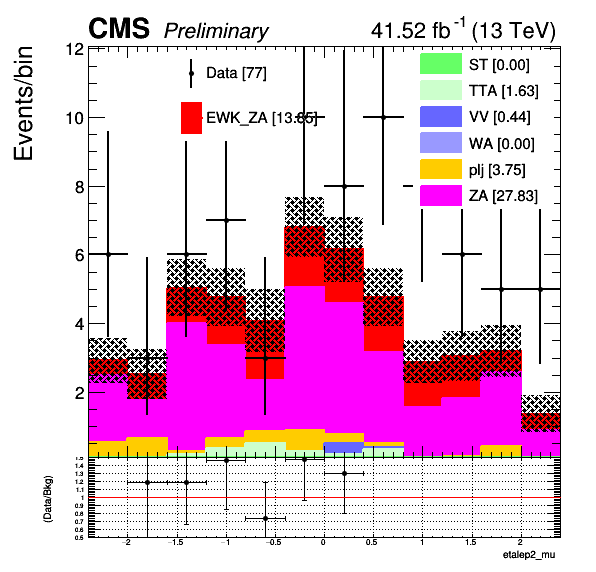 CMS Preliminary 41.52 fb⁻¹ (13 TeV)
Events/bin
12
10
8
6
4
2
Data [77]
EWK_ZA [13.85]
ST [0.00]
TTA [1.63]
VV [0.44]
WA [0.00]
plj [3.75]
ZA [27.83]
(Data/Bkg)
1.5
1.4
1.3
1.2
1.1
1
0.9
0.8
0.7
0.6
0.5
−2 −1.5 −1 −0.5 0 0.5 1 1.5 2
etalep2_mu